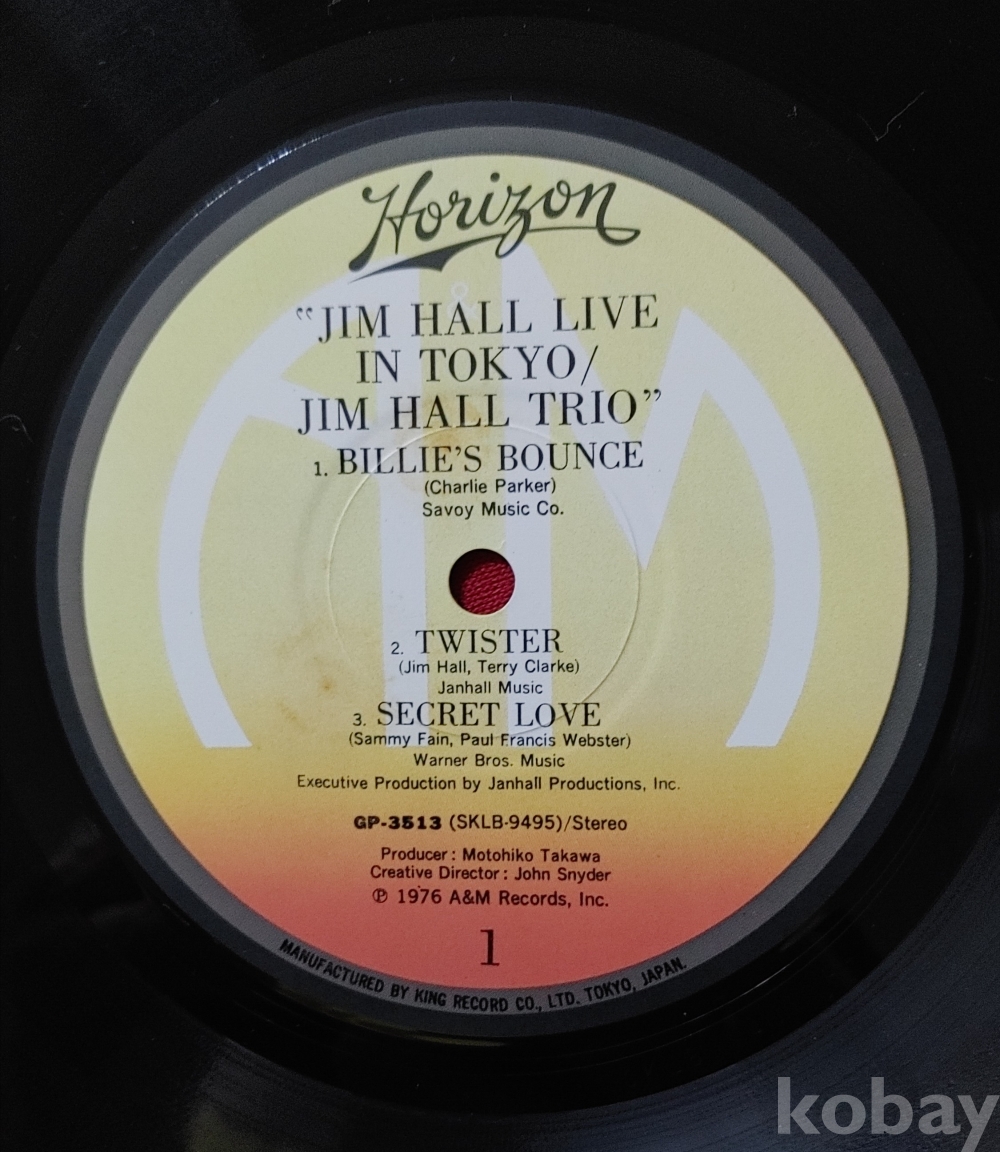 Horizon
“JIM HALL LIVE
IN TOKYO/
JIM HALL TRIO”
1. BILLIE'S BOUNCE
(Charlie Parker)
Savoy Music Co.
2. TWISTER
(Jim Hall, Terry Clarke)
Janhall Music
3. SECRET LOVE
(Sammy Fain, Paul Francis Webster)
Warner Bros. Music
Executive Production by Janhall Productions, Inc.
GP-3513 (SKLB-9495)/Stereo
Producer : Motohiko Takawa
Creative Director : John Snyder
℗ 1976 A&M Records, Inc.
1
MANUFACTURED BY KING RECORD CO., LTD. TOKYO, JAPAN.
kobay